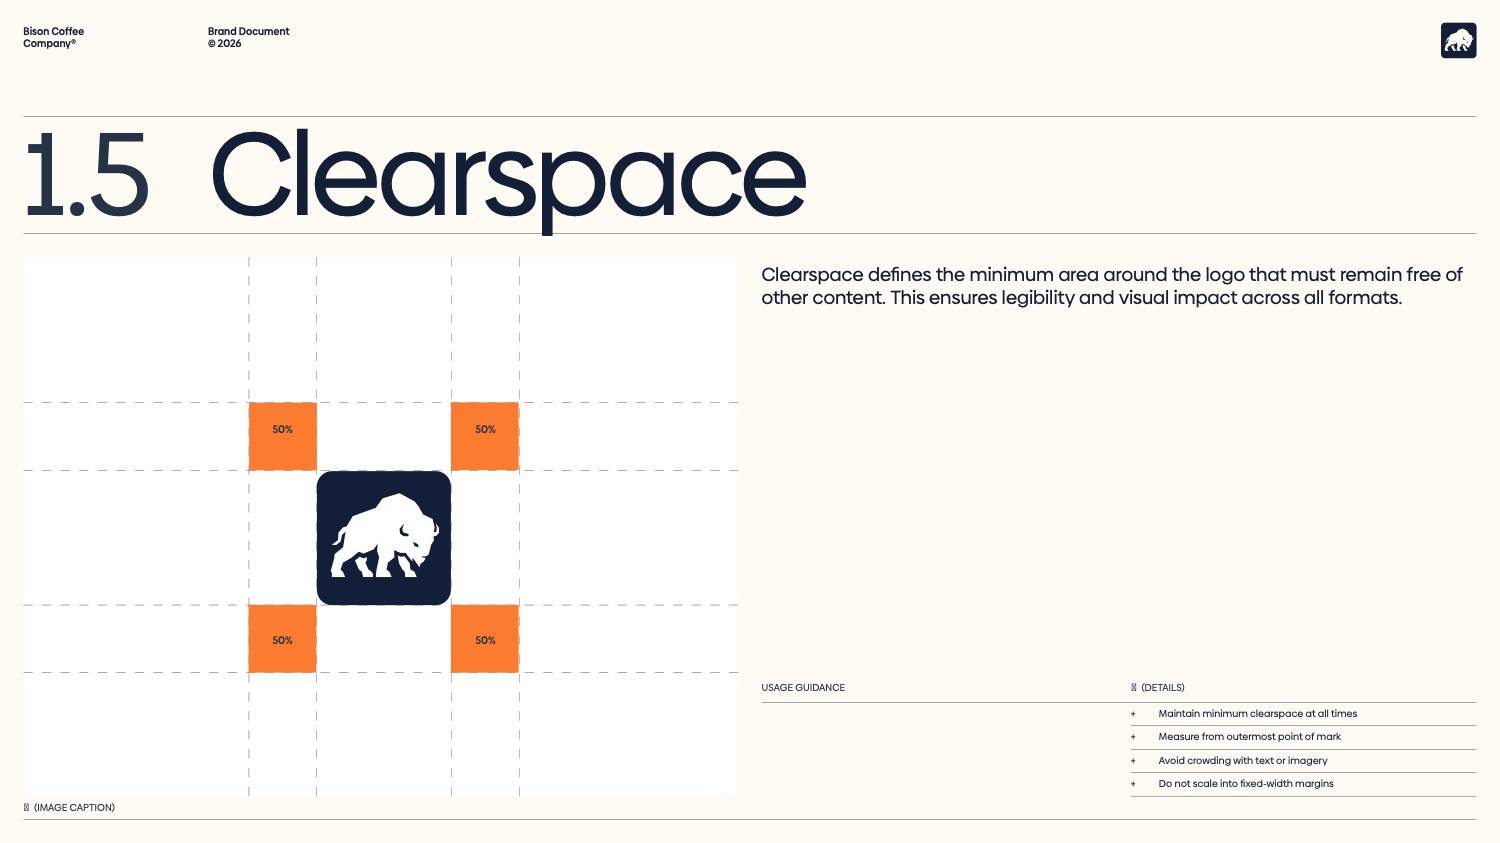 Bison Coffee
Company®
Brand Document
© 2026
1.5 Clearspace
Clearspace defines the minimum area around the logo that must remain free of
other content. This ensures legibility and visual impact across all formats.
50%
50%
50%
50%
USAGE GUIDANCE
(DETAILS)
+ Maintain minimum clearspace at all times
+ Measure from outermost point of mark
+ Avoid crowding with text or imagery
+ Do not scale into fixed-width margins
(IMAGE CAPTION)